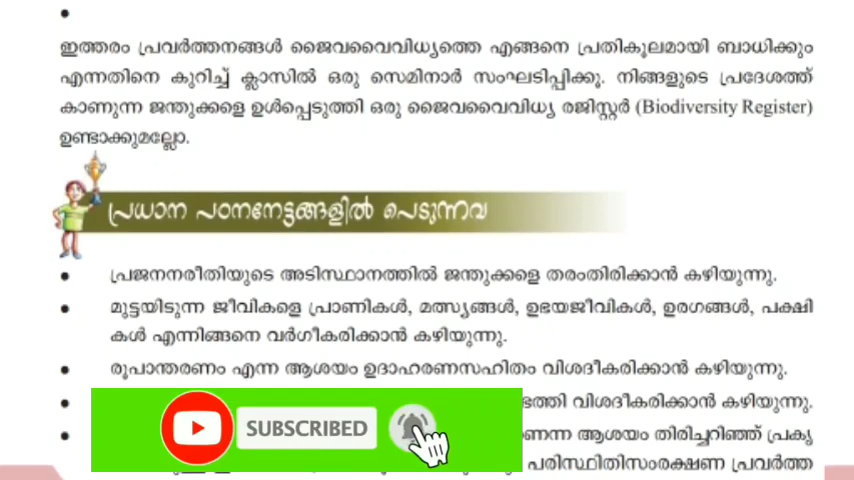 ഇത്തരം പ്രവർത്തനങ്ങൾ ജൈവവൈവിധ്യത്തെ എങ്ങനെ പ്രതികൂലമായി ബാധിക്കും
എന്നതിനെ കുറിച്ച് ക്ലാസിൽ ഒരു സെമിനാർ സംഘടിപ്പിക്കൂ. നിങ്ങളുടെ പ്രദേശത്ത്
കാണുന്ന ജന്തുക്കളെ ഉൾപ്പെടുത്തി ഒരു ജൈവവൈവിധ്യ രജിസ്റ്റർ (Biodiversity Register)
ഉണ്ടാക്കുമല്ലോ.
പ്രധാന പഠനനേട്ടങ്ങളിൽ പെടുന്നവ
• പ്രജനനരീതിയുടെ അടിസ്ഥാനത്തിൽ ജന്തുക്കളെ തരംതിരിക്കാൻ കഴിയുന്നു.
• മുട്ടയിടുന്ന ജീവികളെ പ്രാണികൾ, മത്സ്യങ്ങൾ, ഉഭയജീവികൾ, ഉരഗങ്ങൾ, പക്ഷി
കൾ എന്നിങ്ങനെ വർഗീകരിക്കാൻ കഴിയുന്നു.
• രൂപാന്തരണം എന്ന ആശയം ഉദാഹരണസഹിതം വിശദീകരിക്കാൻ കഴിയുന്നു.
• വിശദീകരിക്കാൻ കഴിയുന്നു.
• ആശയം തിരിച്ചറിഞ്ഞ് പ്രകൃ
പരിസ്ഥിതിസംരക്ഷണ പ്രവർത്ത
SUBSCRIBED